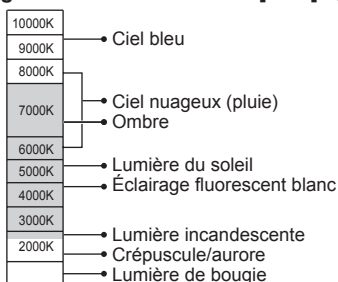 10000K
Ciel bleu
9000K
8000K
Ciel nuageux (pluie)
7000K
Ombre
6000K
Lumière du soleil
5000K
Éclairage fluorescent blanc
4000K
3000K
Lumière incandescente
2000K
Crépuscule/aurore
Lumière de bougie